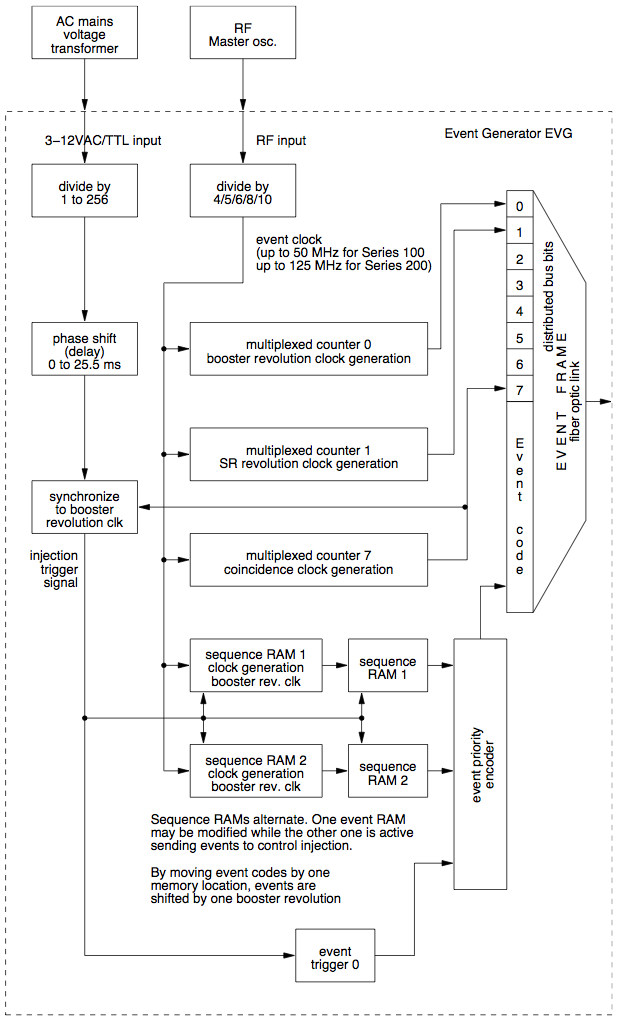 AC mains
voltage
transformer
RF
Master osc.
3–12VAC/TTL input
RF input
Event Generator EVG
divide by
1 to 256
divide by
4/5/6/8/10
event clock
(up to 50 MHz for Series 100
up to 125 MHz for Series 200)
phase shift
(delay)
0 to 25.5 ms
multiplexed counter 0
booster revolution clock generation
multiplexed counter 1
SR revolution clock generation
synchronize
to booster
revolution clk
injection
trigger
signal
multiplexed counter 7
coincidence clock generation
0
1
2
3
4
5
6
7
Event code
distributed bus bits
EVENT FRAME
fiber optic link
sequence RAM 1
clock generation
booster rev. clk
sequence
RAM 1
sequence RAM 2
clock generation
booster rev. clk
sequence
RAM 2
event priority
encoder
Sequence RAMs alternate. One event RAM
may be modified while the other one is active
sending events to control injection.
By moving event codes by one
memory location, events are
shifted by one booster revolution
event
trigger 0